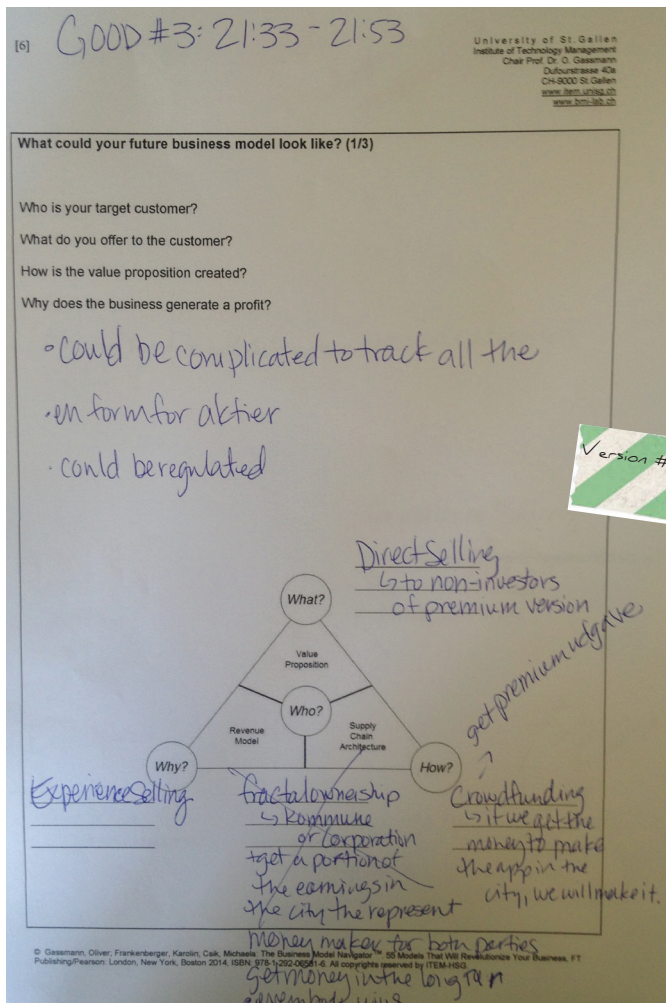 [6] GOOD #3: 21:33 - 21:53
University of St.Gallen
Institute of Technology Management
Chair Prof. Dr. O. Gassmann
Dufourstrasse 40a
CH-9000 St.Gallen
www.item.unisg.ch
www.bmi-lab.ch
What could your future business model look like? (1/3)
Who is your target customer?
What do you offer to the customer?
How is the value proposition created?
Why does the business generate a profit?
• could be complicated to track all the
• en form for aktier
• could be regulated
Version #
Direct Selling
↳ to non-investors
of premium version
What?
Value
Proposition
Who?
Revenue
Model
Supply
Chain
Architecture
Why?
How?
get premium udgave
Experience Selling
fractal ownership
↳ kommune
or corporation
+get a portion of
the earnings in
the city the represent
money maker for both parties
get money in the long run
Crowdfunding
↳ if we get the
money to make
the app in the
city, we will make it.
© Gassmann, Oliver; Frankenberger, Karolin; Csik, Michaela: The Business Model Navigator™ 55 Models That Will Revolutionize Your Business, FT
Publishing/Pearson: London, New York, Boston 2014, ISBN: 978-1-292-06581-6. All copyrights reserved by ITEM-HSG